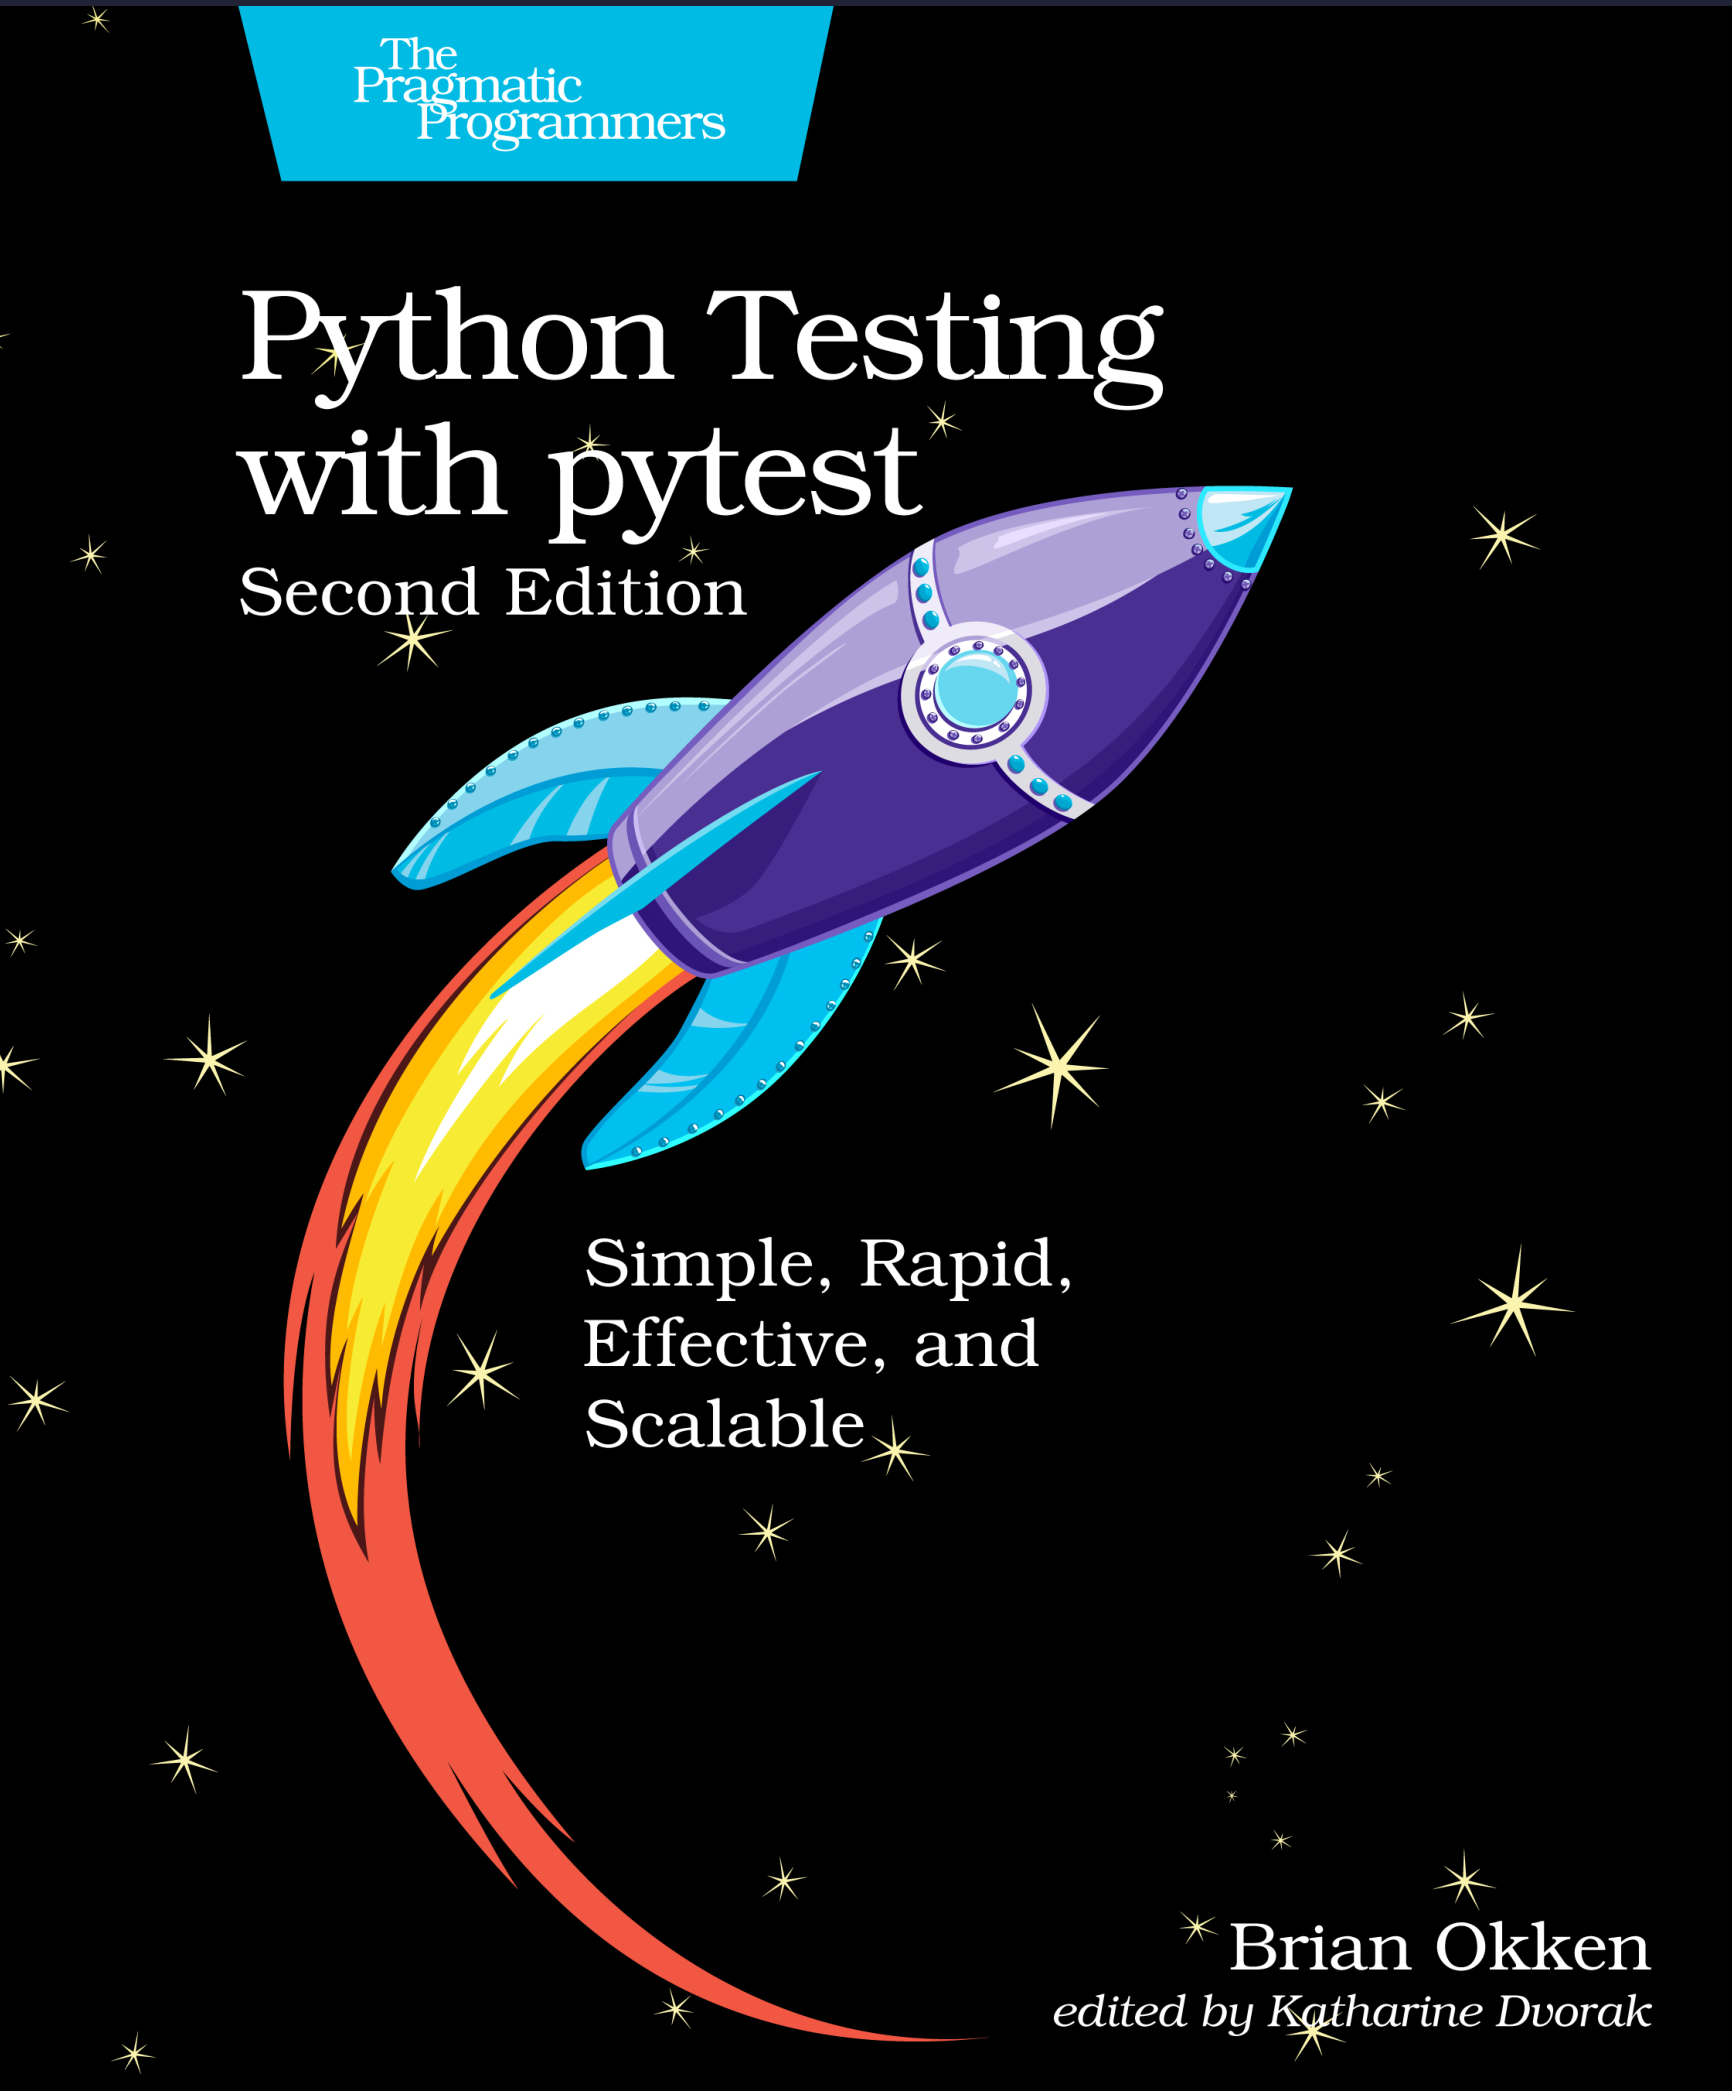 The
Pragmatic
Programmers
Python Testing
with pytest
Second Edition
Simple, Rapid,
Effective, and
Scalable
Brian Okken
edited by Katharine Dvorak